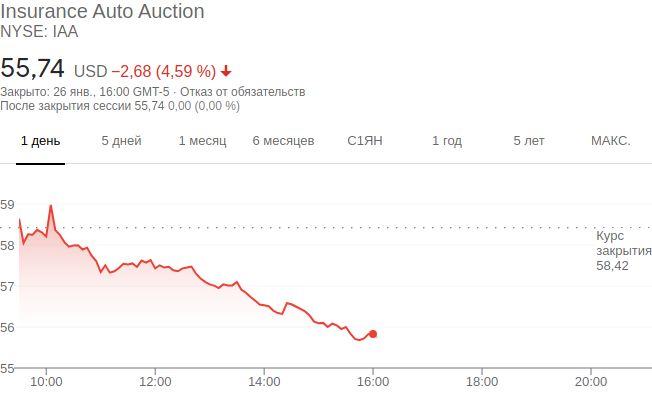 Insurance Auto Auction
NYSE: IAA
55,74 USD −2,68 (4,59 %)
Закрыто: 26 янв., 16:00 GMT-5 · Отказ от обязательств
После закрытия сессии 55,74 0,00 (0,00 %)
1 день 5 дней 1 месяц 6 месяцев С1ЯН 1 год 5 лет МАКС.
59
Курс
закрытия
58,42
58
57
56
55
10:00 12:00 14:00 16:00 18:00 20:00